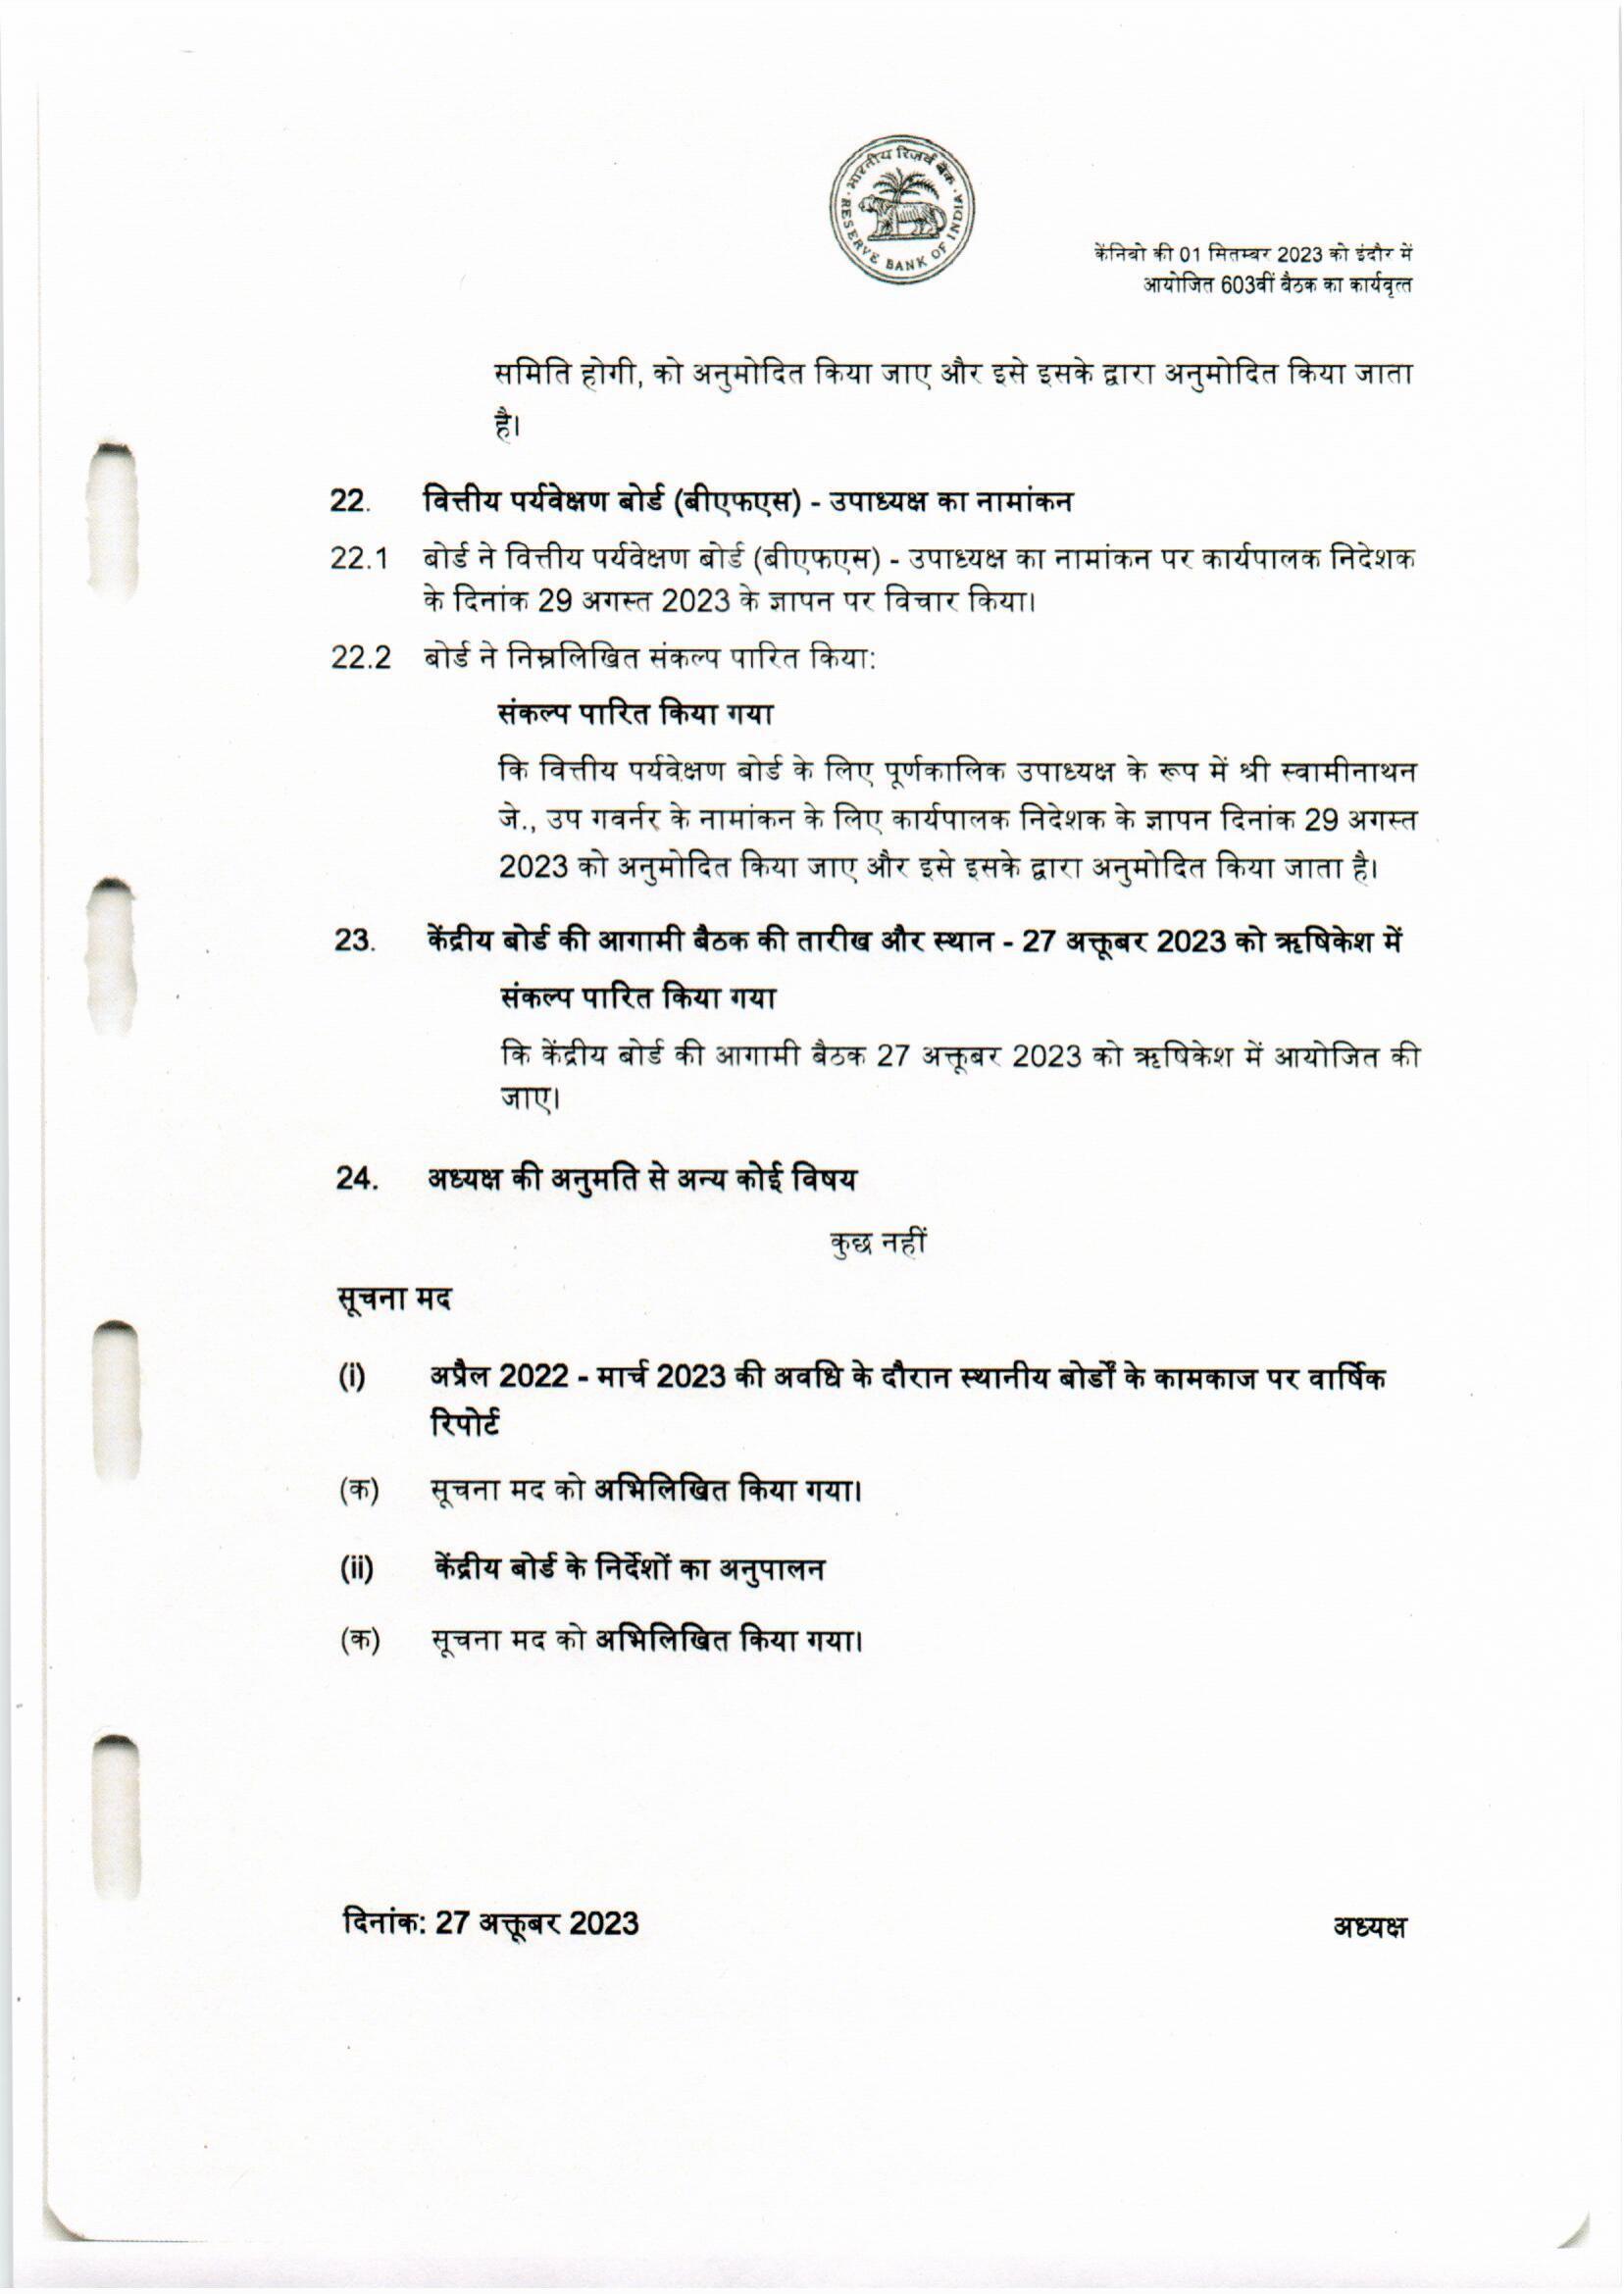 भारतीय रिज़र्व बैंक
RESERVE BANK OF INDIA
केंनिबो की 01 सितम्बर 2023 को इंदौर में
आयोजित 603वीं बैठक का कार्यवृत्त
समिति होगी, को अनुमोदित किया जाए और इसे इसके द्वारा अनुमोदित किया जाता
है।
22. वित्तीय पर्यवेक्षण बोर्ड (बीएफएस) - उपाध्यक्ष का नामांकन
22.1 बोर्ड ने वित्तीय पर्यवेक्षण बोर्ड (बीएफएस) - उपाध्यक्ष का नामांकन पर कार्यपालक निदेशक
के दिनांक 29 अगस्त 2023 के ज्ञापन पर विचार किया।
22.2 बोर्ड ने निम्नलिखित संकल्प पारित किया:
संकल्प पारित किया गया
कि वित्तीय पर्यवेक्षण बोर्ड के लिए पूर्णकालिक उपाध्यक्ष के रूप में श्री स्वामीनाथन
जे., उप गवर्नर के नामांकन के लिए कार्यपालक निदेशक के ज्ञापन दिनांक 29 अगस्त
2023 को अनुमोदित किया जाए और इसे इसके द्वारा अनुमोदित किया जाता है।
23. केंद्रीय बोर्ड की आगामी बैठक की तारीख और स्थान - 27 अक्तूबर 2023 को ऋषिकेश में
संकल्प पारित किया गया
कि केंद्रीय बोर्ड की आगामी बैठक 27 अक्तूबर 2023 को ऋषिकेश में आयोजित की
जाए।
24. अध्यक्ष की अनुमति से अन्य कोई विषय
कुछ नहीं
सूचना मद
(i) अप्रैल 2022 - मार्च 2023 की अवधि के दौरान स्थानीय बोर्डों के कामकाज पर वार्षिक
रिपोर्ट
(क) सूचना मद को अभिलिखित किया गया।
(ii) केंद्रीय बोर्ड के निर्देशों का अनुपालन
(क) सूचना मद को अभिलिखित किया गया।
दिनांक: 27 अक्तूबर 2023 अध्यक्ष